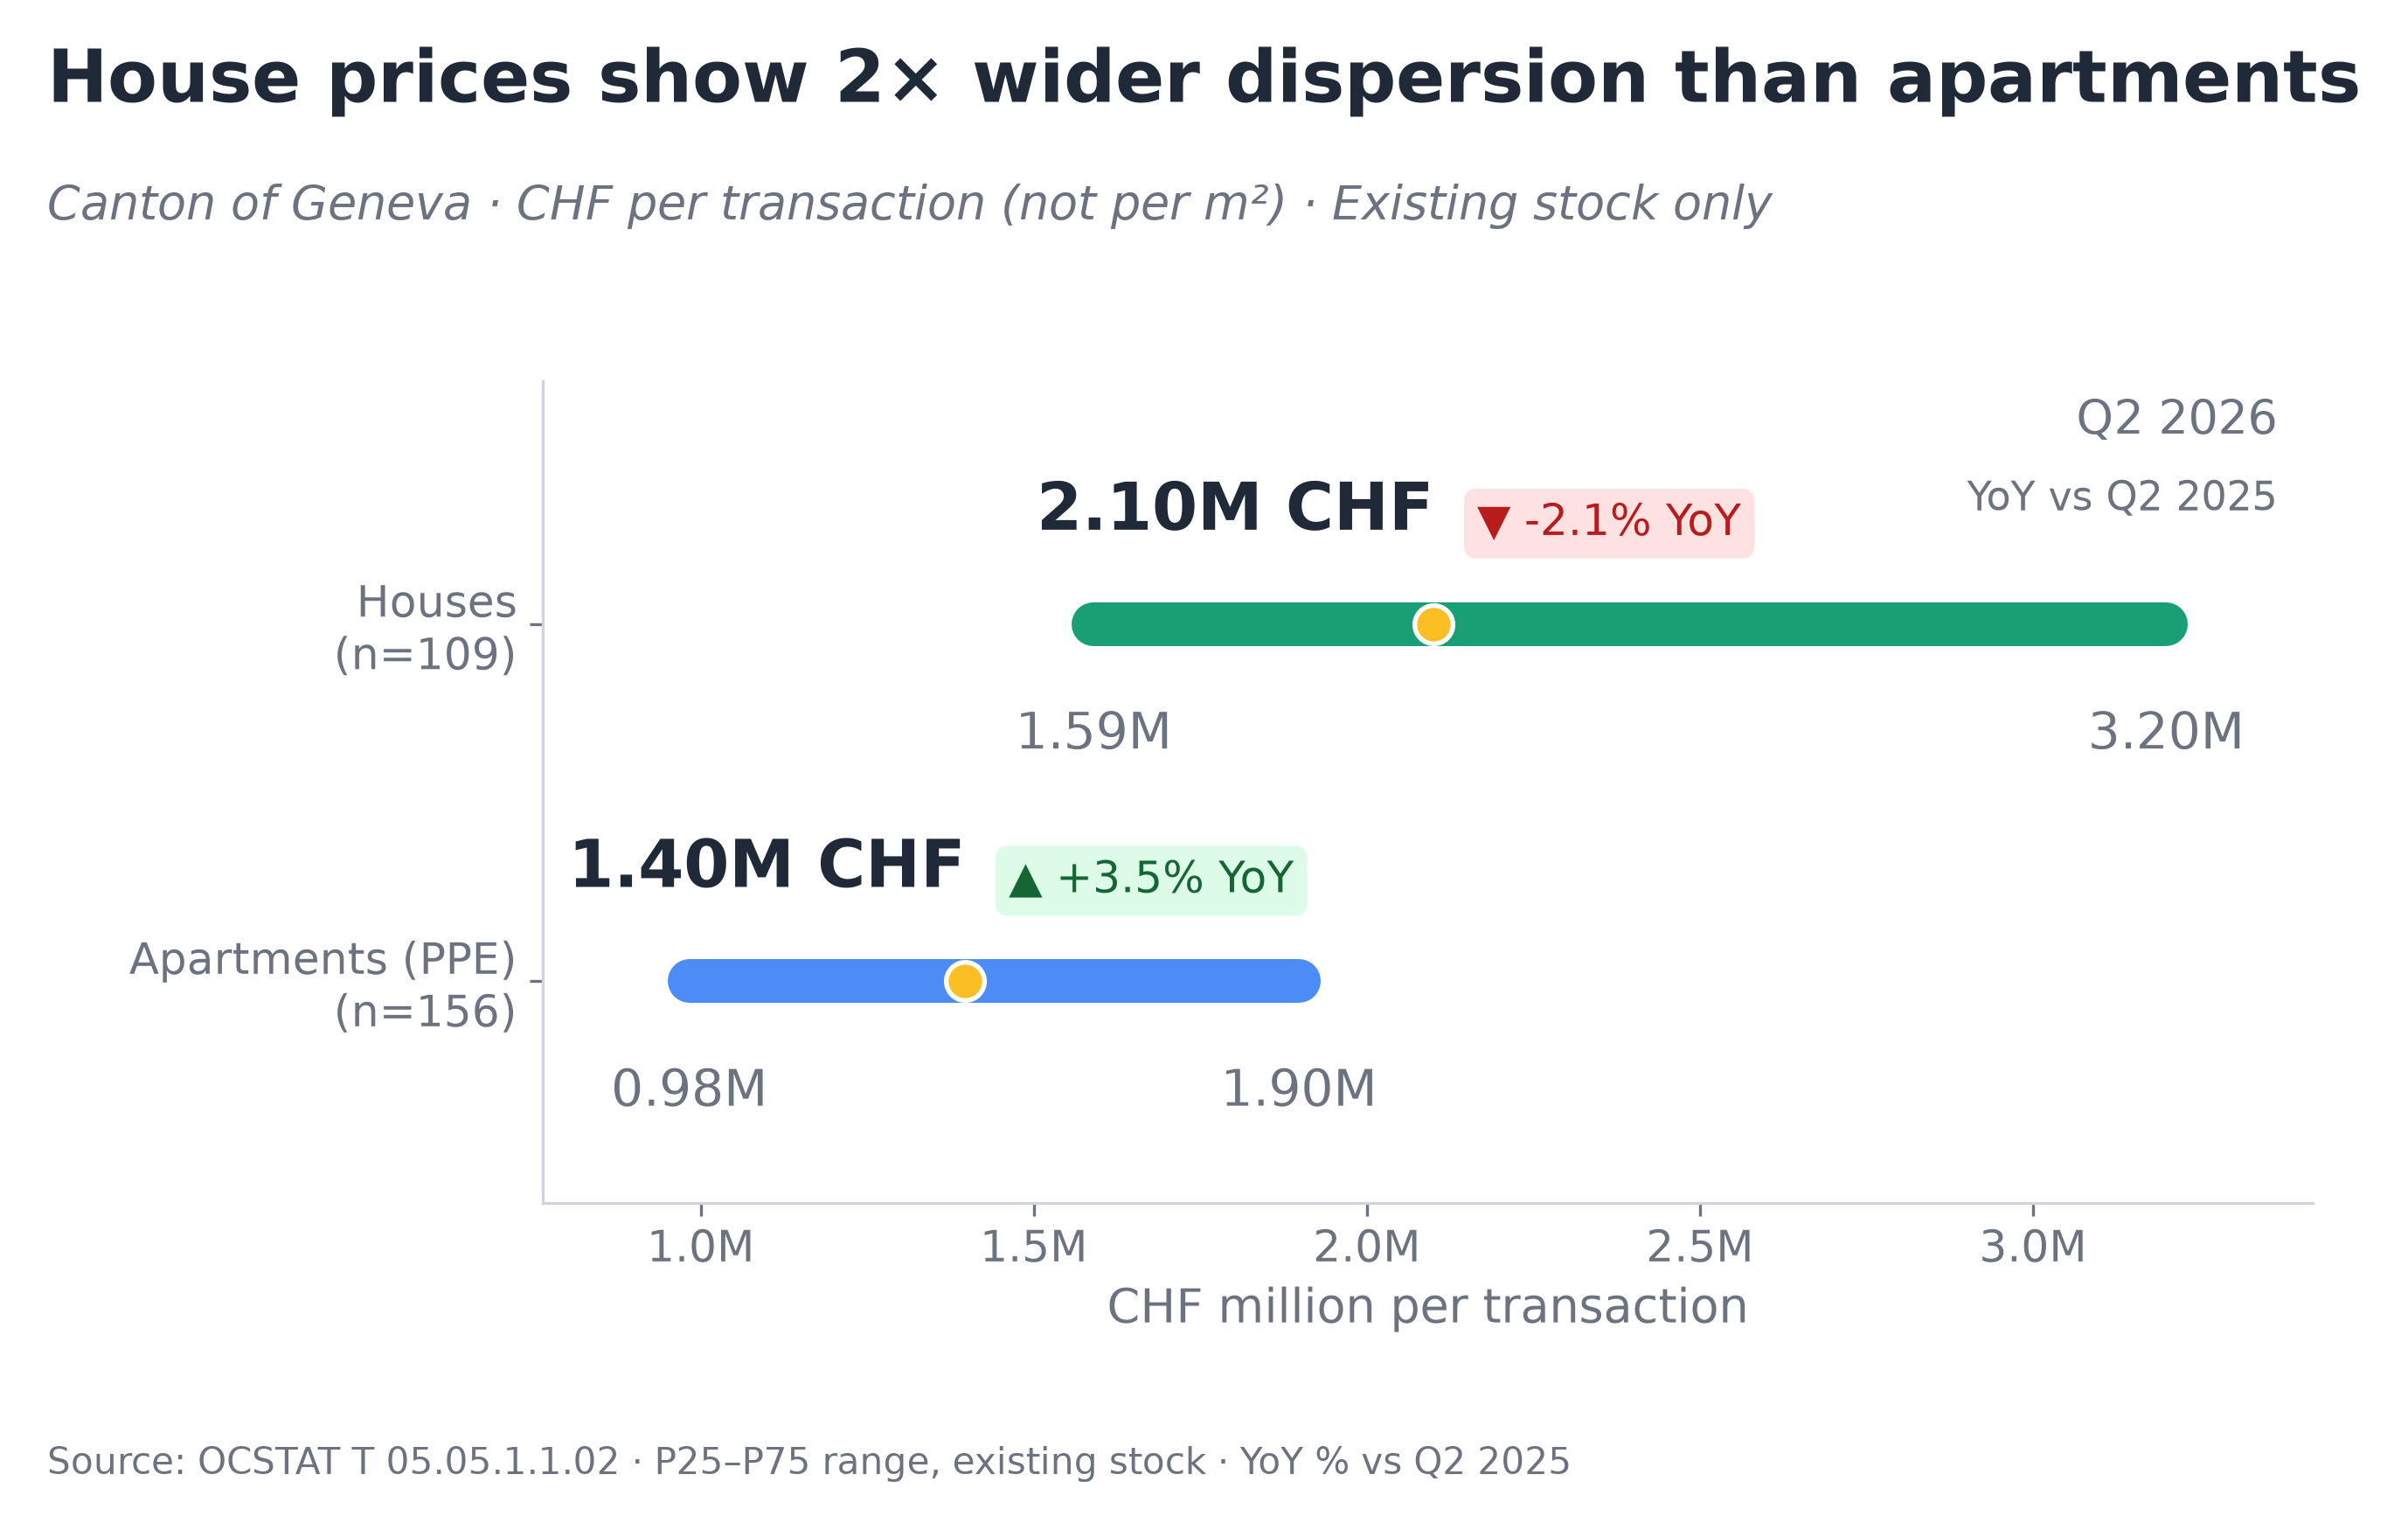 House prices show 2× wider dispersion than apartments
Canton of Geneva · CHF per transaction (not per m²) · Existing stock only
Q2 2026
YoY vs Q2 2025
2.10M CHF ▼ -2.1% YoY
Houses
(n=109)
1.59M 3.20M
1.40M CHF ▲ +3.5% YoY
Apartments (PPE)
(n=156)
0.98M 1.90M
1.0M 1.5M 2.0M 2.5M 3.0M
CHF million per transaction
Source: OCSTAT T 05.05.1.1.02 · P25–P75 range, existing stock · YoY % vs Q2 2025